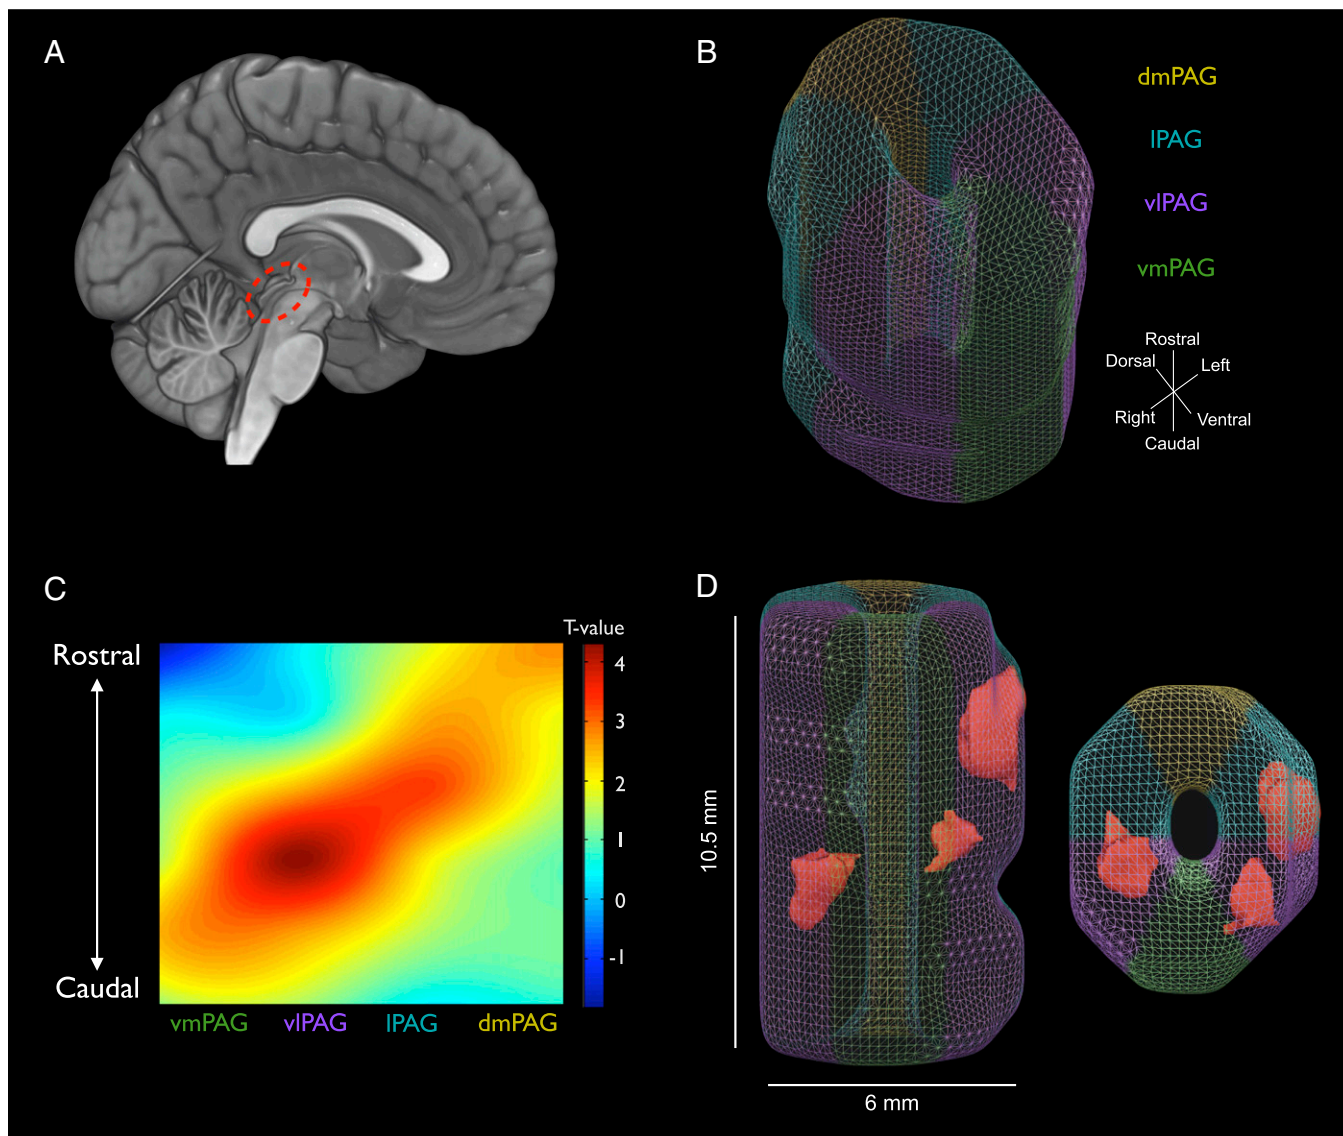 A
B
dmPAG
lPAG
vlPAG
vmPAG
Rostral
Dorsal
Left
Right
Ventral
Caudal
C
T-value
Rostral
4
3
2
1
0
-1
Caudal
vmPAG vlPAG lPAG dmPAG
D
10.5 mm
6 mm